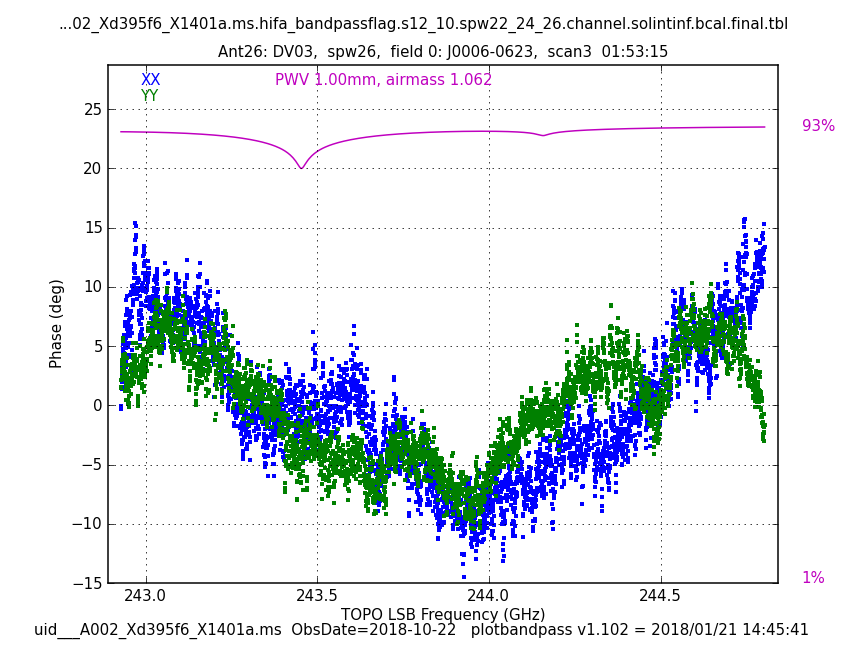 ...02_Xd395f6_X1401a.ms.hifa_bandpassflag.s12_10.spw22_24_26.channel.solintinf.bcal.final.tbl
Ant26: DV03, spw26, field 0: J0006-0623, scan3 01:53:15
XX
PWV 1.00mm, airmass 1.062
YY
25
93%
20
15
10
5
0
−5
−10
−15
1%
Phase (deg)
243.0 243.5 244.0 244.5
TOPO LSB Frequency (GHz)
uid___A002_Xd395f6_X1401a.ms ObsDate=2018-10-22 plotbandpass v1.102 = 2018/01/21 14:45:41